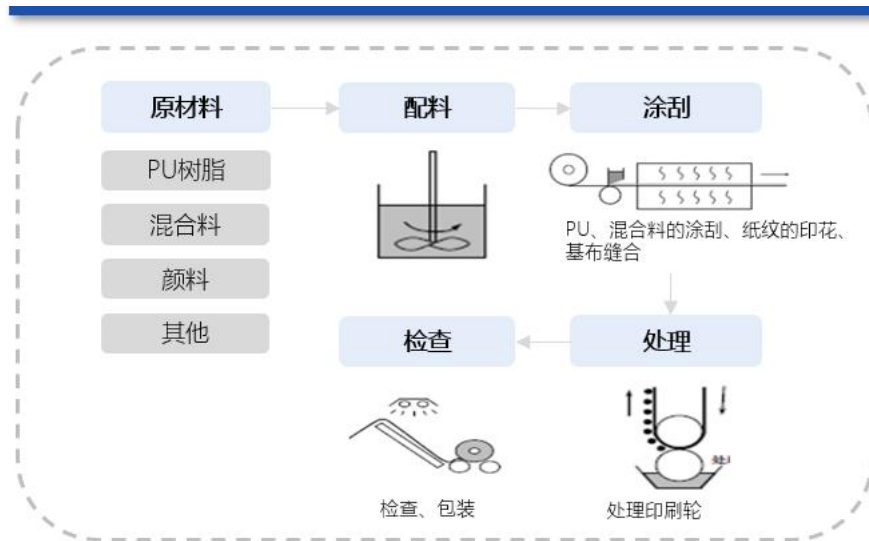 原材料
配料
涂刮
PU树脂
混合料
颜料
其他
PU、混合料的涂刮、纸纹的印花、
基布缝合
检查
处理
检查、包装
处理印刷轮